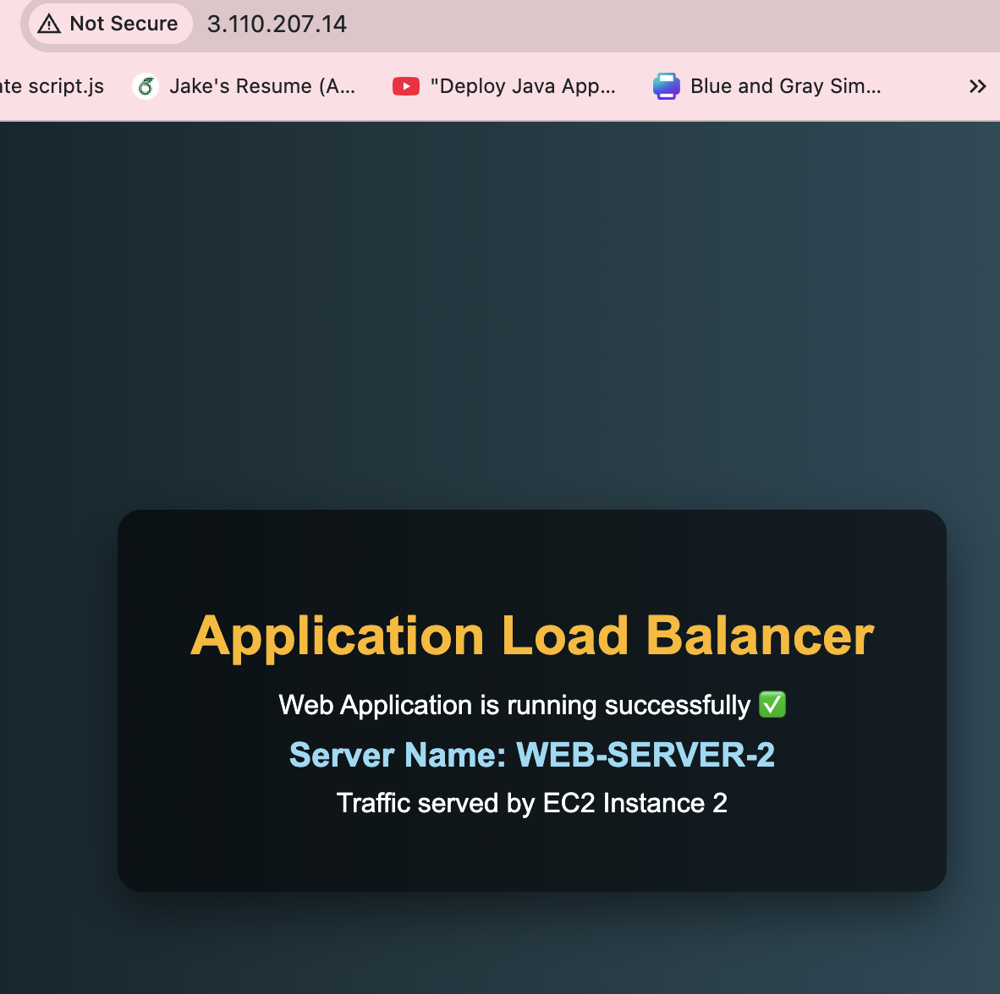 Not Secure 3.110.207.14
ate script.js Jake's Resume (A... "Deploy Java App... Blue and Gray Sim... »
Application Load Balancer
Web Application is running successfully ✅
Server Name: WEB-SERVER-2
Traffic served by EC2 Instance 2